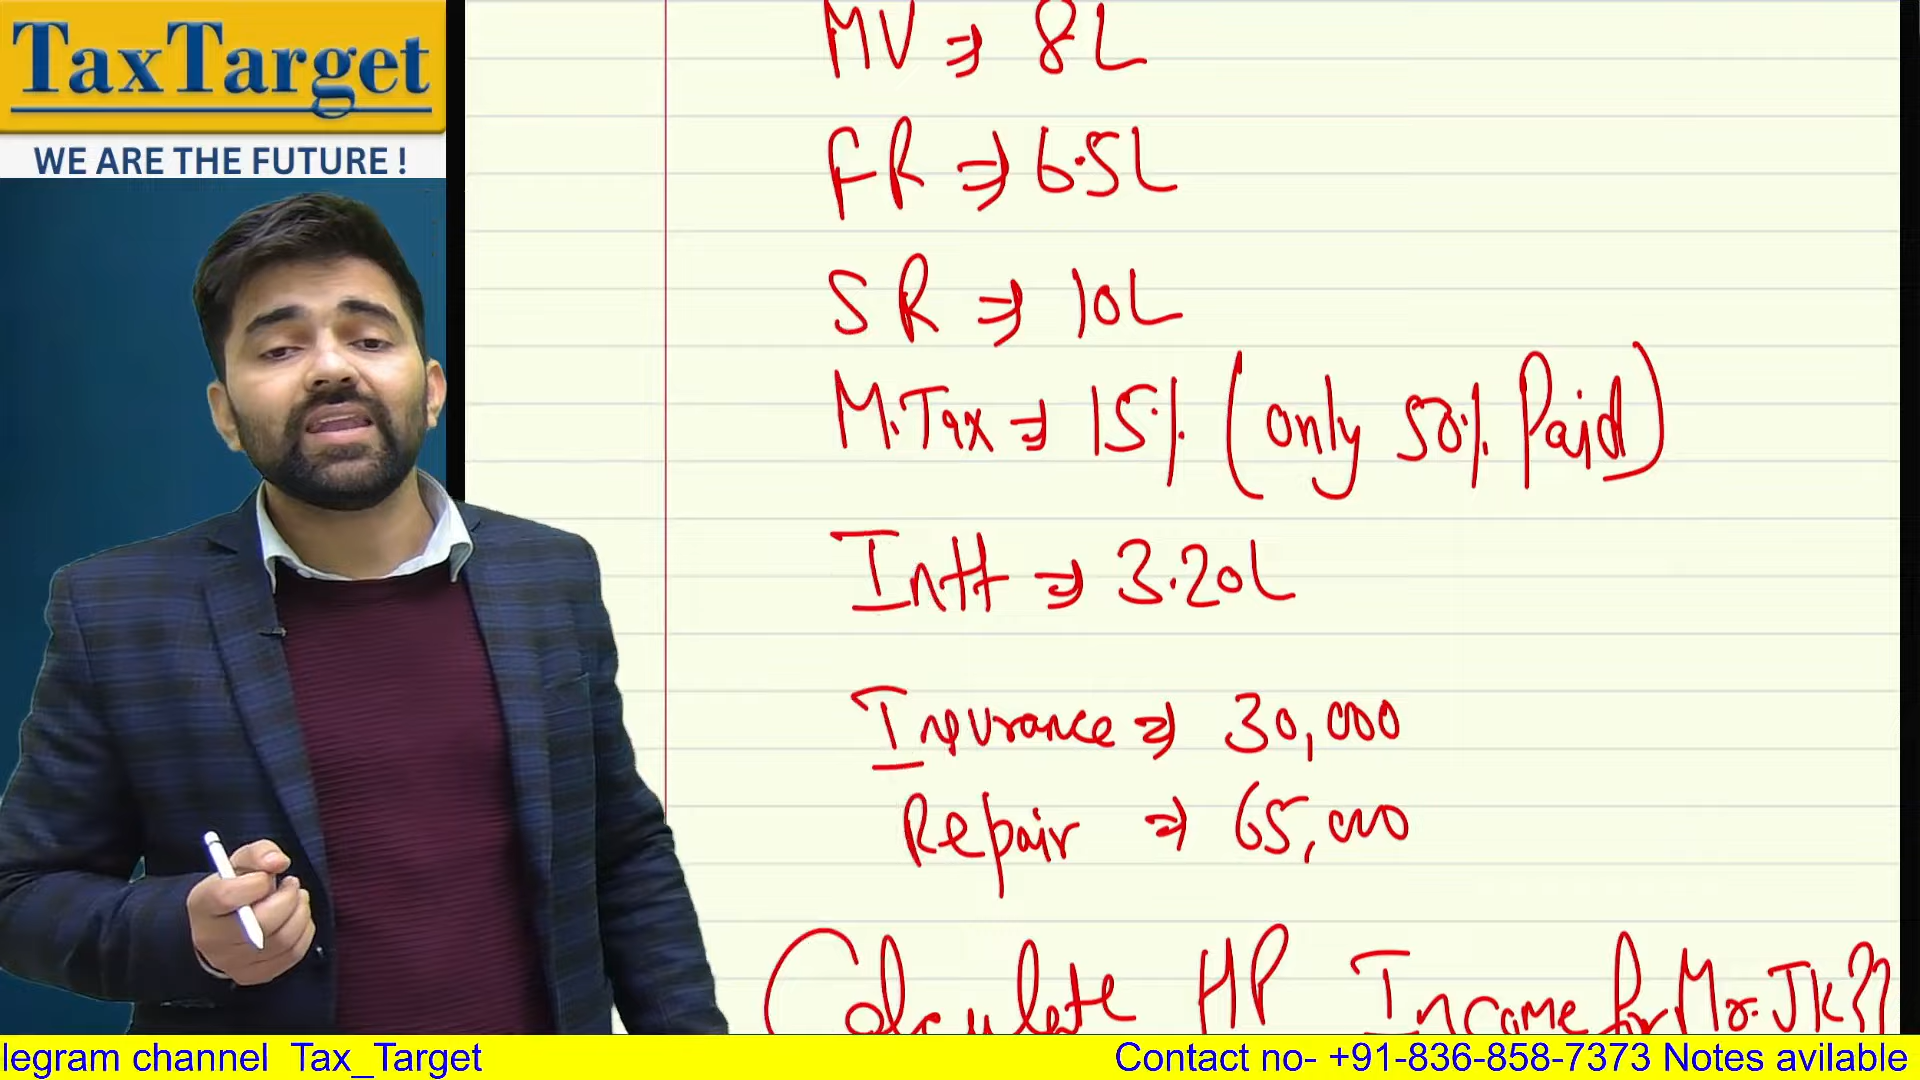 TaxTarget
WE ARE THE FUTURE !
MV ⇒ 8L
FR ⇒ 6.5L
SR ⇒ 10L
M.Tax ⇒ 15% (only 50% Paid)
Intt ⇒ 3.20L
Insurance ⇒ 30,000
Repair ⇒ 65,000
Calculate HP Income for Mr. JK??
legram channel Tax_Target
Contact no- +91-836-858-7373 Notes avilable